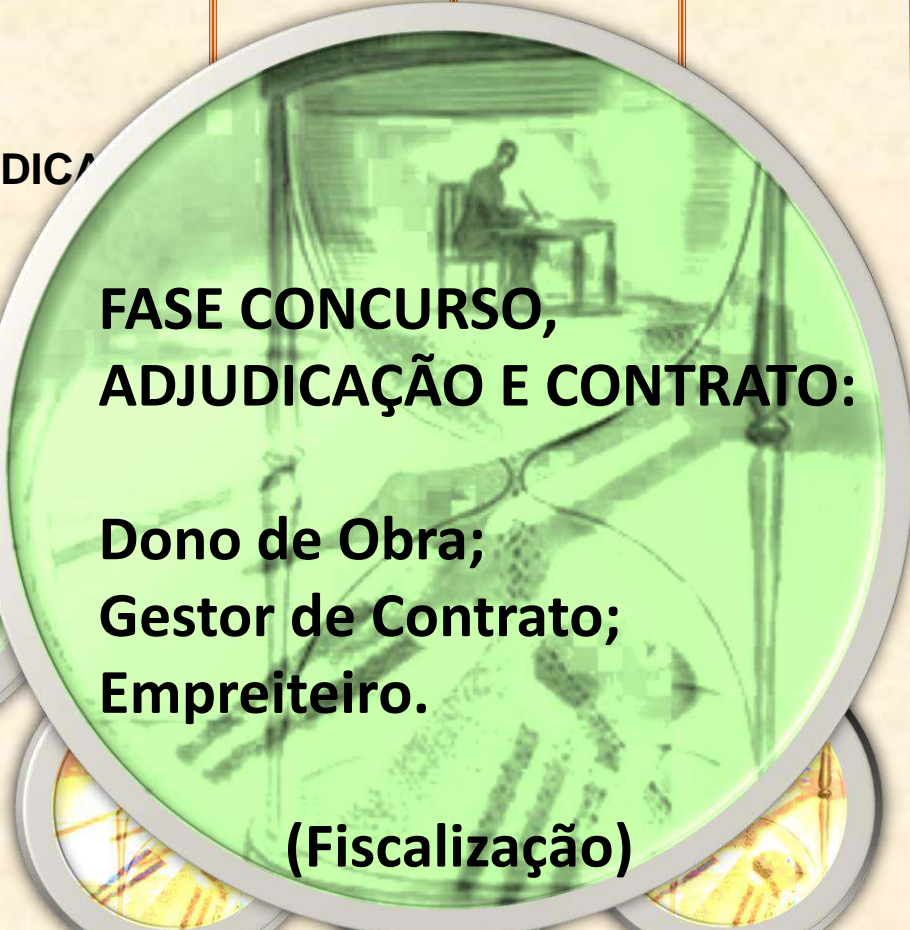 DICA
FASE CONCURSO,
ADJUDICAÇÃO E CONTRATO:
Dono de Obra;
Gestor de Contrato;
Empreiteiro.
(Fiscalização)